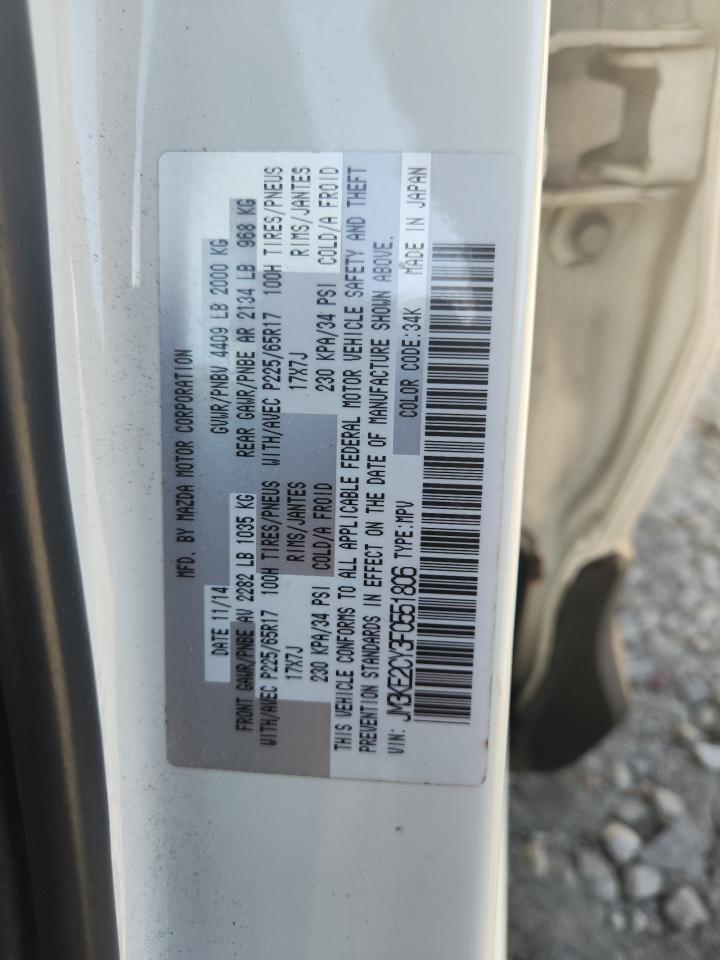 MFD. BY MAZDA MOTOR CORPORATION
DATE 11/14 GVWR/PNBV 4409 LB 2000 KG
FRONT GAWR/PNBE AV 2282 LB 1035 KG REAR GAWR/PNBE AR 2134 LB 968 KG
WITH/AVEC P225/65R17 100H TIRES/PNEUS WITH/AVEC P225/65R17 100H TIRES/PNEUS
17X7J RIMS/JANTES 17X7J RIMS/JANTES
230 KPA/34 PSI COLD/A FROID 230 KPA/34 PSI COLD/A FROID
THIS VEHICLE CONFORMS TO ALL APPLICABLE FEDERAL MOTOR VEHICLE SAFETY AND THEFT
PREVENTION STANDARDS IN EFFECT ON THE DATE OF MANUFACTURE SHOWN ABOVE.
VIN: JM3KE2CY3F0551806 TYPE:MPV COLOR CODE:34K MADE IN JAPAN